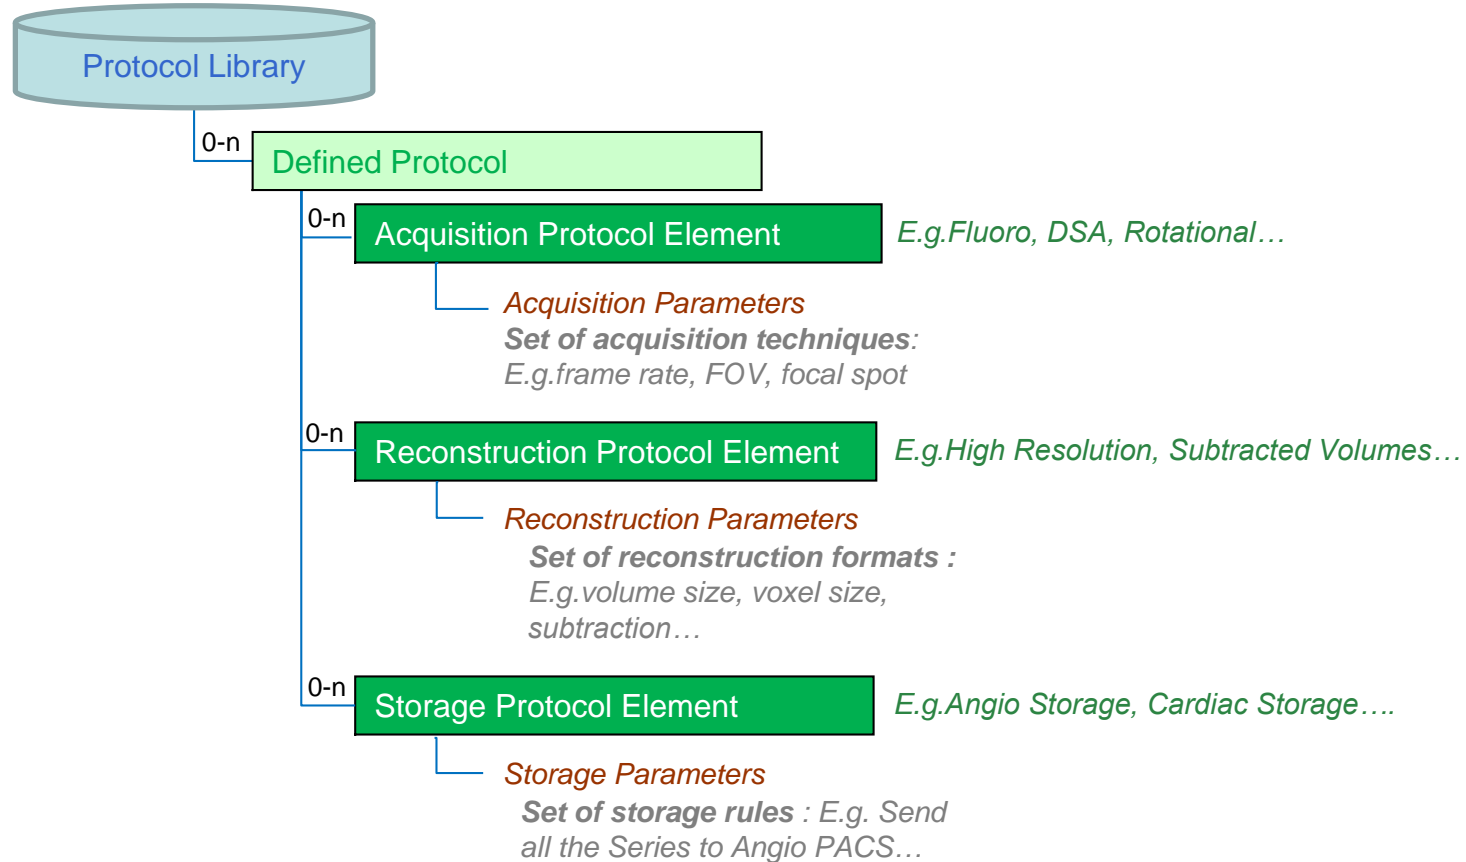 Protocol Library
0-n
Defined Protocol
0-n
Acquisition Protocol Element
E.g.Fluoro, DSA, Rotational…
Acquisition Parameters
Set of acquisition techniques:
E.g.frame rate, FOV, focal spot
0-n
Reconstruction Protocol Element
E.g.High Resolution, Subtracted Volumes…
Reconstruction Parameters
Set of reconstruction formats :
E.g.volume size, voxel size,
subtraction…
0-n
Storage Protocol Element
E.g.Angio Storage, Cardiac Storage….
Storage Parameters
Set of storage rules : E.g. Send
all the Series to Angio PACS…